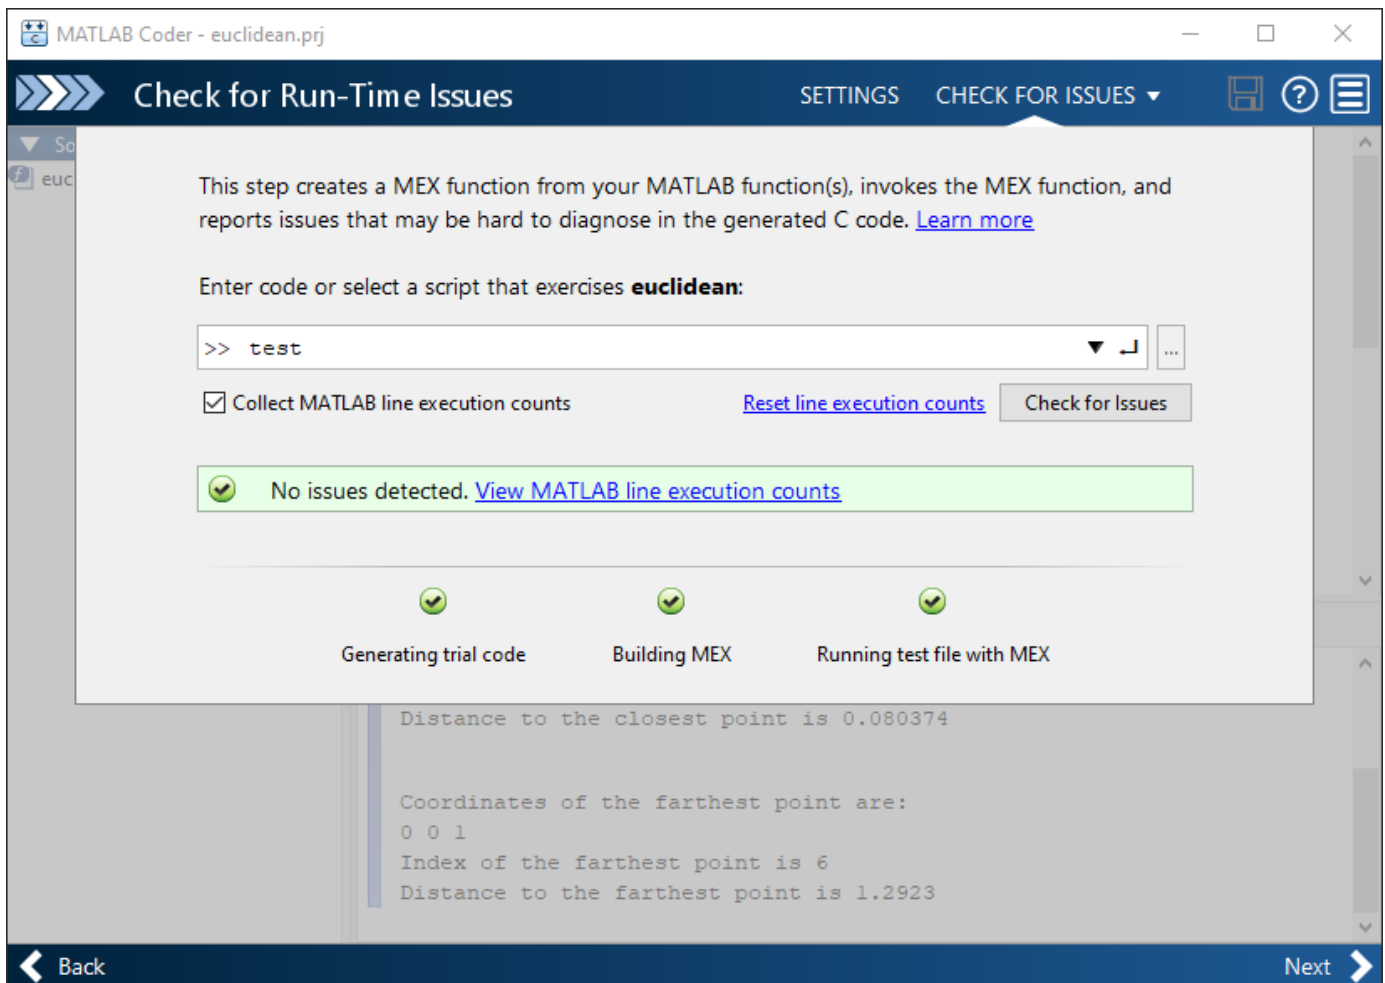 MATLAB Coder - euclidean.prj
Check for Run-Time Issues
SETTINGS
CHECK FOR ISSUES
So
euc
This step creates a MEX function from your MATLAB function(s), invokes the MEX function, and
reports issues that may be hard to diagnose in the generated C code. Learn more
Enter code or select a script that exercises euclidean:
>> test
...
Collect MATLAB line execution counts
Reset line execution counts
Check for Issues
No issues detected. View MATLAB line execution counts
Generating trial code
Building MEX
Running test file with MEX
Distance to the closest point is 0.080374
Coordinates of the farthest point are:
0 0 1
Index of the farthest point is 6
Distance to the farthest point is 1.2923
Back
Next